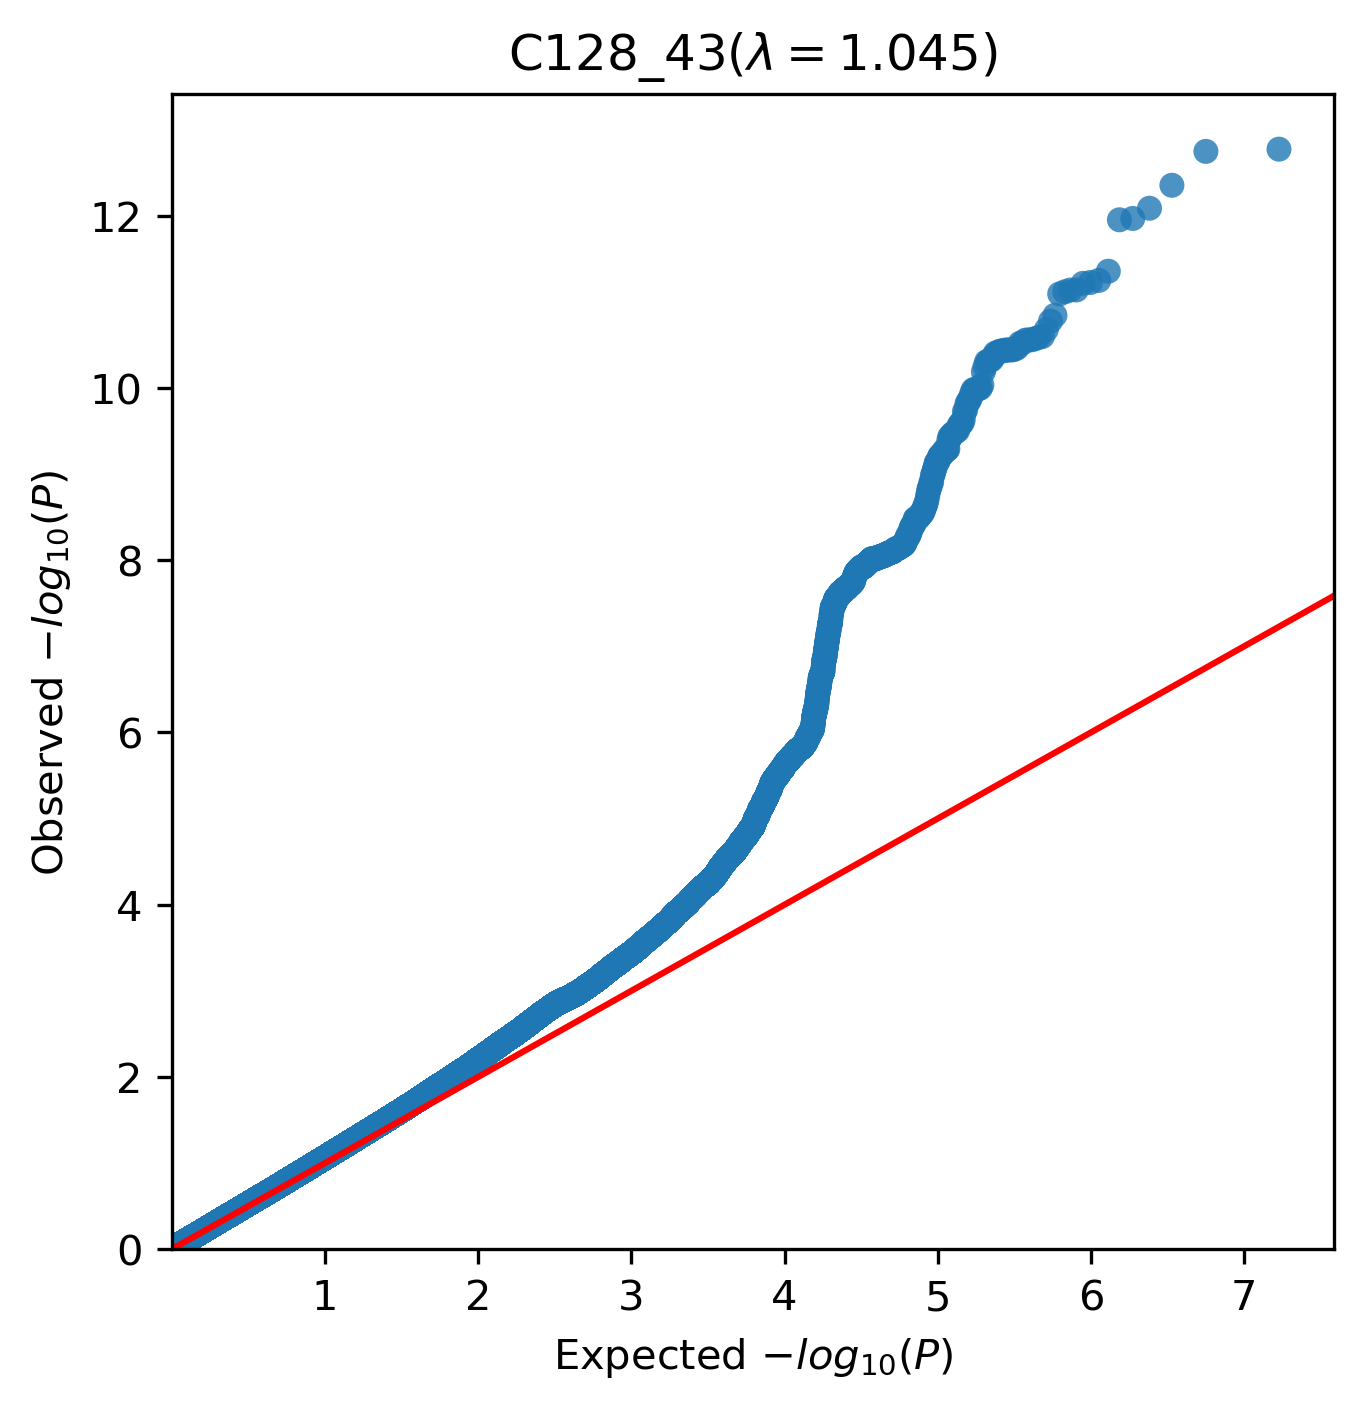 C128_43(λ = 1.045)
Observed −log₁₀(P)
12
10
8
6
4
2
0
1 2 3 4 5 6 7
Expected −log₁₀(P)